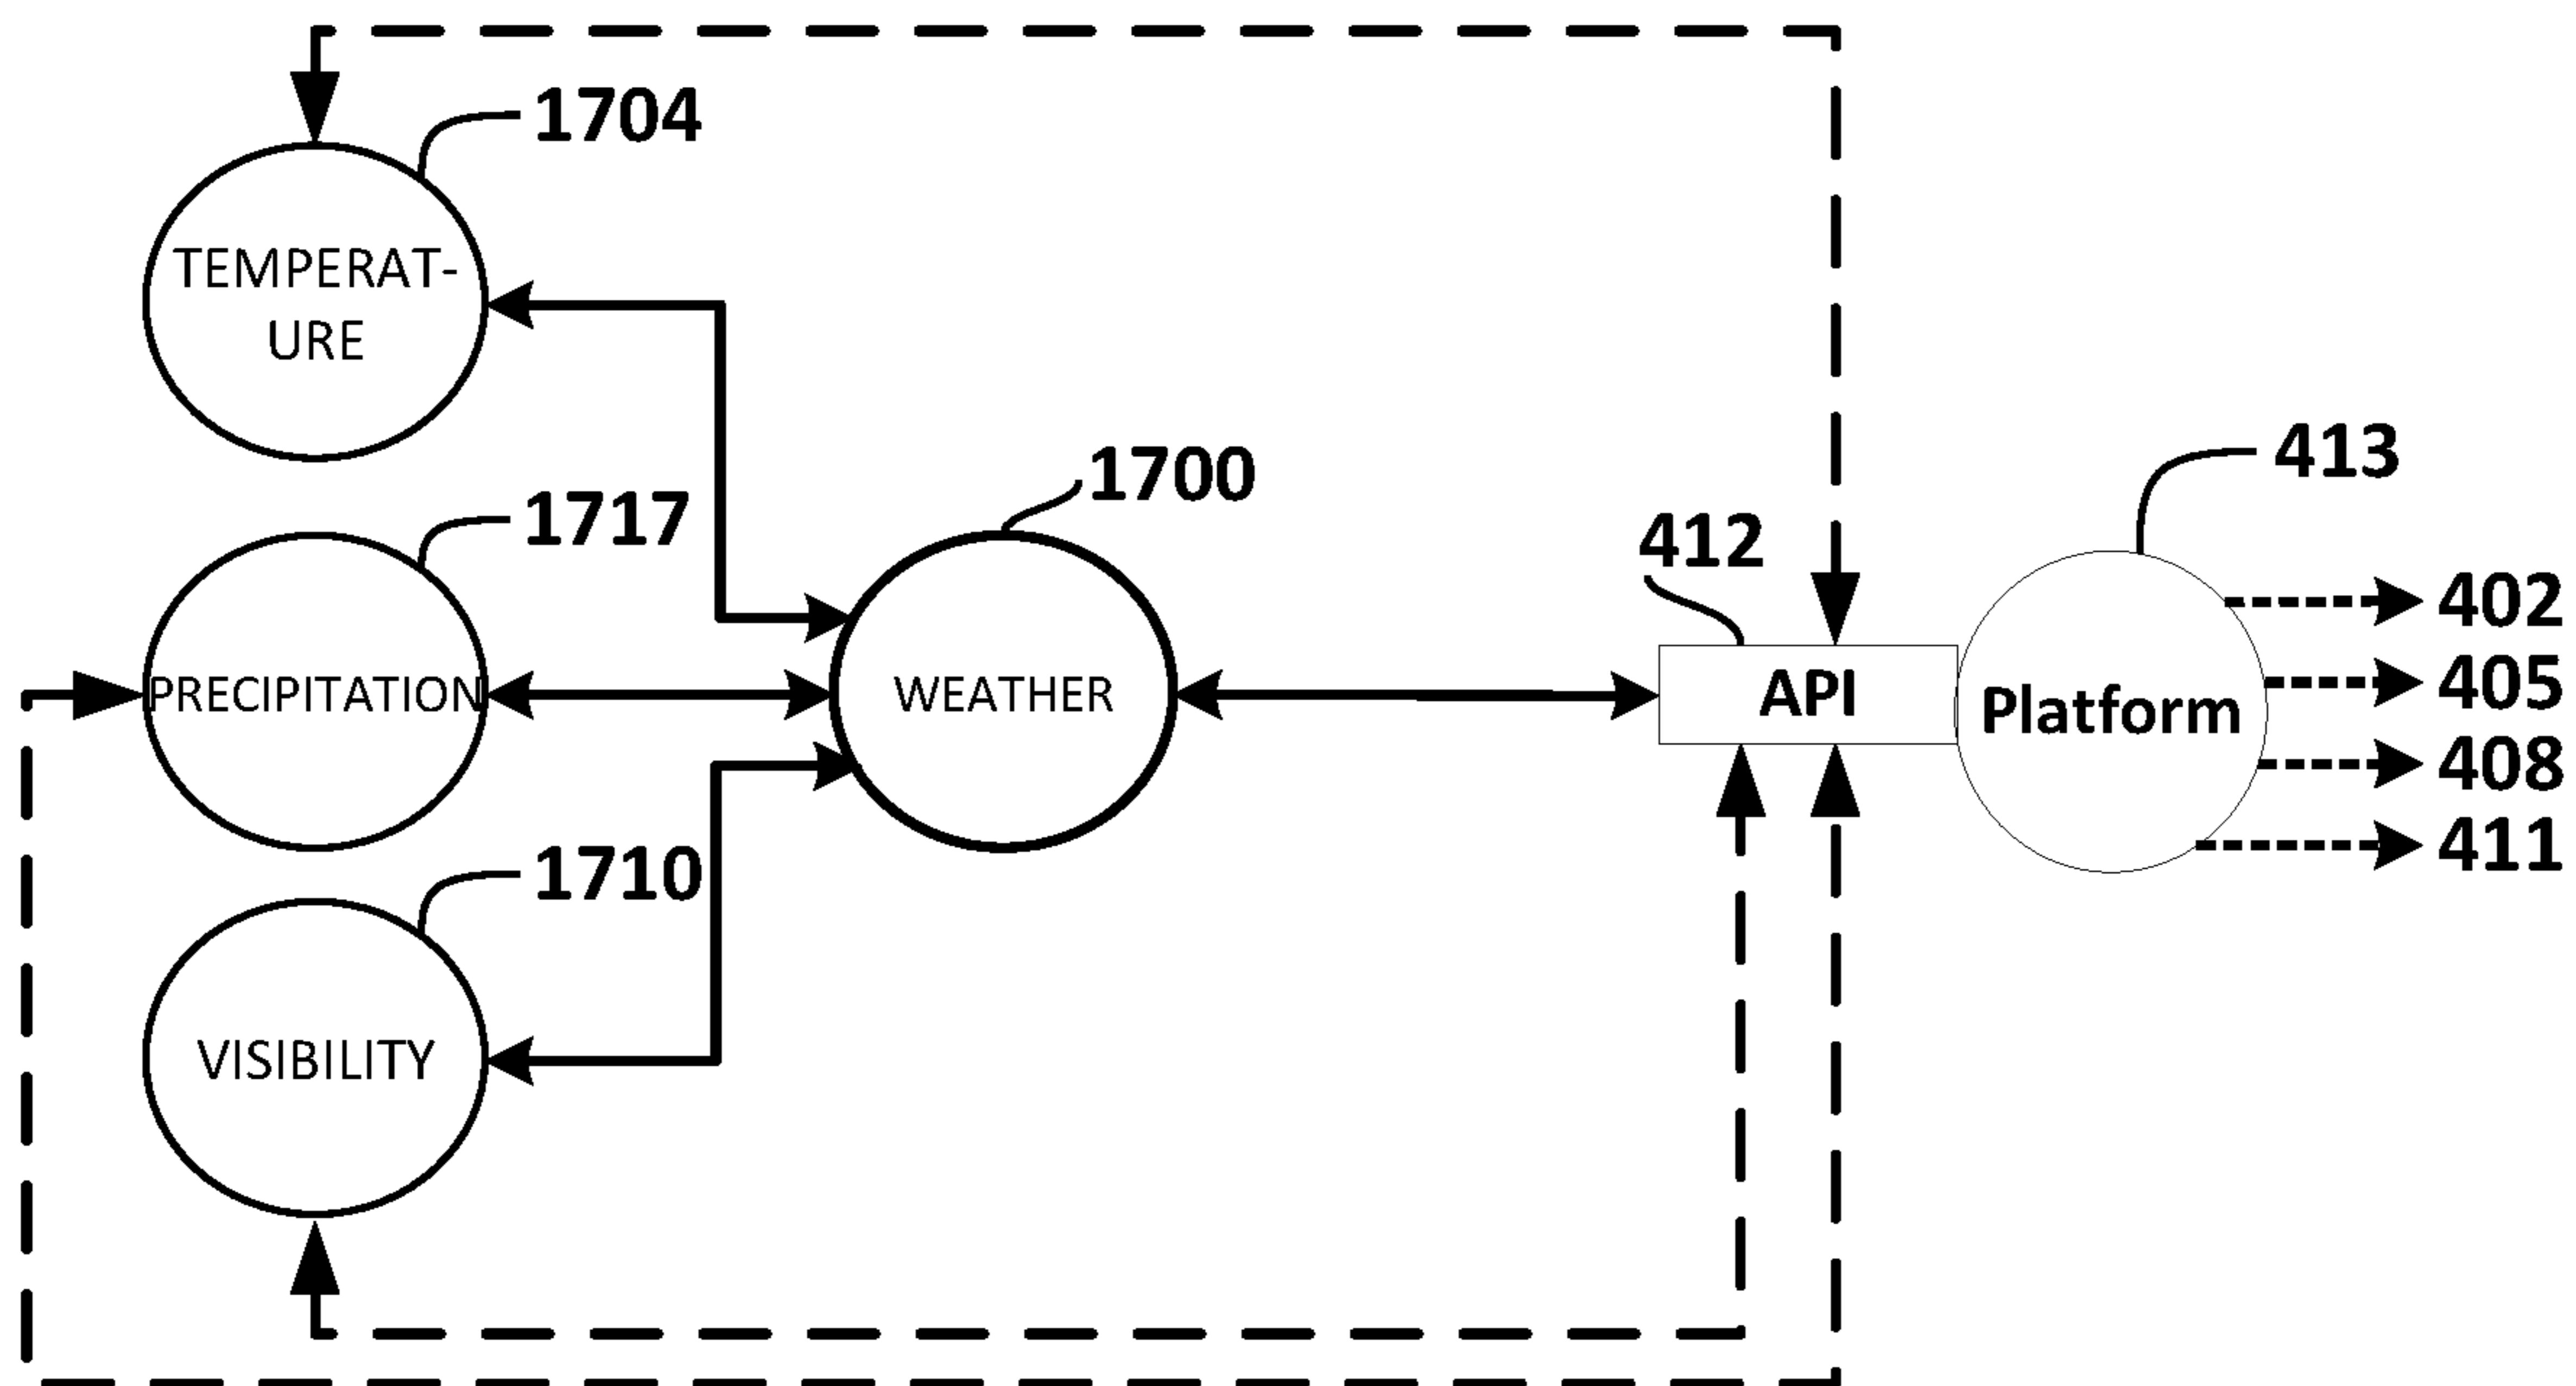 1704
TEMPERAT-
URE
1717
PRECIPITATION
1710
VISIBILITY
1700
WEATHER
412
API
413
Platform
402
405
408
411